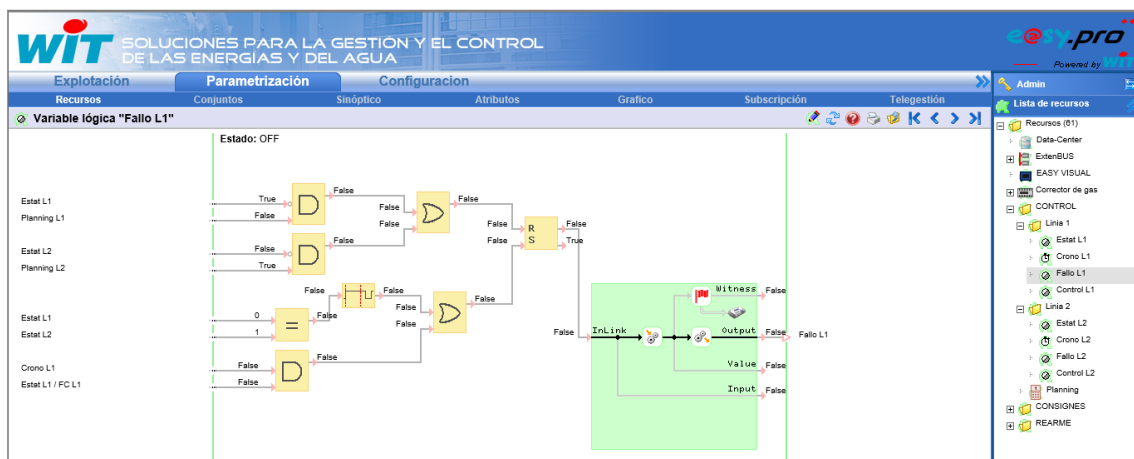 WIT SOLUCIONES PARA LA GESTIÓN Y EL CONTROL
DE LAS ENERGÍAS Y DEL AGUA
e@sy.pro
Powered by WIT
Explotación Parametrización Configuracion
Recursos Conjuntos Sinóptico Atributos Grafico Subscripción Telegestión
Variable lógica "Fallo L1"
Estado: OFF
Estat L1 True False
Planning L1 False
False False
False
Estat L2 False False
Planning L2 True
False R False
False S True
False False
Estat L1 0 False False
Estat L2 1 = False
False
Crono L1 False False
Estat L1 / FC L1 False
Witness False
False InLink Output False Fallo L1
Value False
Input False
Admin
Lista de recursos
Recursos (61)
Data-Center
ExtenBUS
EASY VISUAL
Corrector de gas
CONTROL
Linia 1
Estat L1
Crono L1
Fallo L1
Control L1
Linia 2
Estat L2
Crono L2
Fallo L2
Control L2
Planning
CONSIGNES
REARME